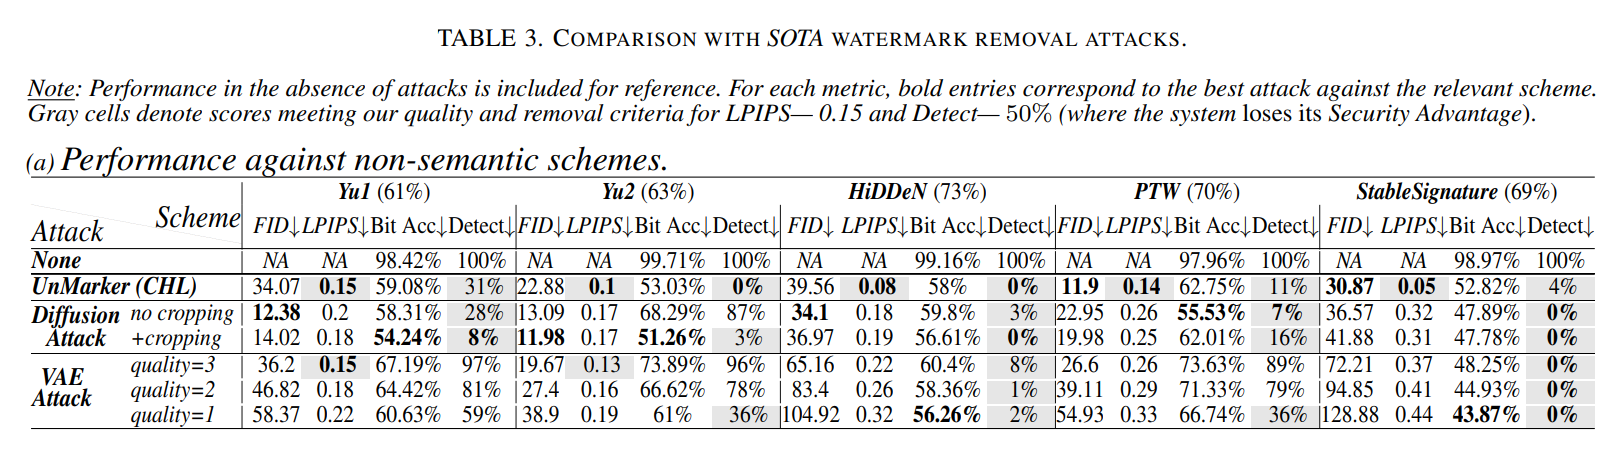 TABLE 3. COMPARISON WITH SOTA WATERMARK REMOVAL ATTACKS.
Note: Performance in the absence of attacks is included for reference. For each metric, bold entries correspond to the best attack against the relevant scheme.
Gray cells denote scores meeting our quality and removal criteria for LPIPS— 0.15 and Detect— 50% (where the system loses its Security Advantage).
(a) Performance against non-semantic schemes.
Yu1 (61%) Yu2 (63%) HiDDeN (73%) PTW (70%) StableSignature (69%)
Scheme
Attack
FID↓ LPIPS↓ Bit Acc↓ Detect↓ FID↓ LPIPS↓ Bit Acc↓ Detect↓ FID↓ LPIPS↓ Bit Acc↓ Detect↓ FID↓ LPIPS↓ Bit Acc↓ Detect↓ FID↓ LPIPS↓ Bit Acc↓ Detect↓
None NA NA 98.42% 100% NA NA 99.71% 100% NA NA 99.16% 100% NA NA 97.96% 100% NA NA 98.97% 100%
UnMarker (CHL) 34.07 0.15 59.08% 31% 22.88 0.1 53.03% 0% 39.56 0.08 58% 0% 11.9 0.14 62.75% 11% 30.87 0.05 52.82% 4%
Diffusion no cropping 12.38 0.2 58.31% 28% 13.09 0.17 68.29% 87% 34.1 0.18 59.8% 3% 22.95 0.26 55.53% 7% 36.57 0.32 47.89% 0%
Attack +cropping 14.02 0.18 54.24% 8% 11.98 0.17 51.26% 3% 36.97 0.19 56.61% 0% 19.98 0.25 62.01% 16% 41.88 0.31 47.78% 0%
VAE Attack
quality=3 36.2 0.15 67.19% 97% 19.67 0.13 73.89% 96% 65.16 0.22 60.4% 8% 26.6 0.26 73.63% 89% 72.21 0.37 48.25% 0%
quality=2 46.82 0.18 64.42% 81% 27.4 0.16 66.62% 78% 83.4 0.26 58.36% 1% 39.11 0.29 71.33% 79% 94.85 0.41 44.93% 0%
quality=1 58.37 0.22 60.63% 59% 38.9 0.19 61% 36% 104.92 0.32 56.26% 2% 54.93 0.33 66.74% 36% 128.88 0.44 43.87% 0%